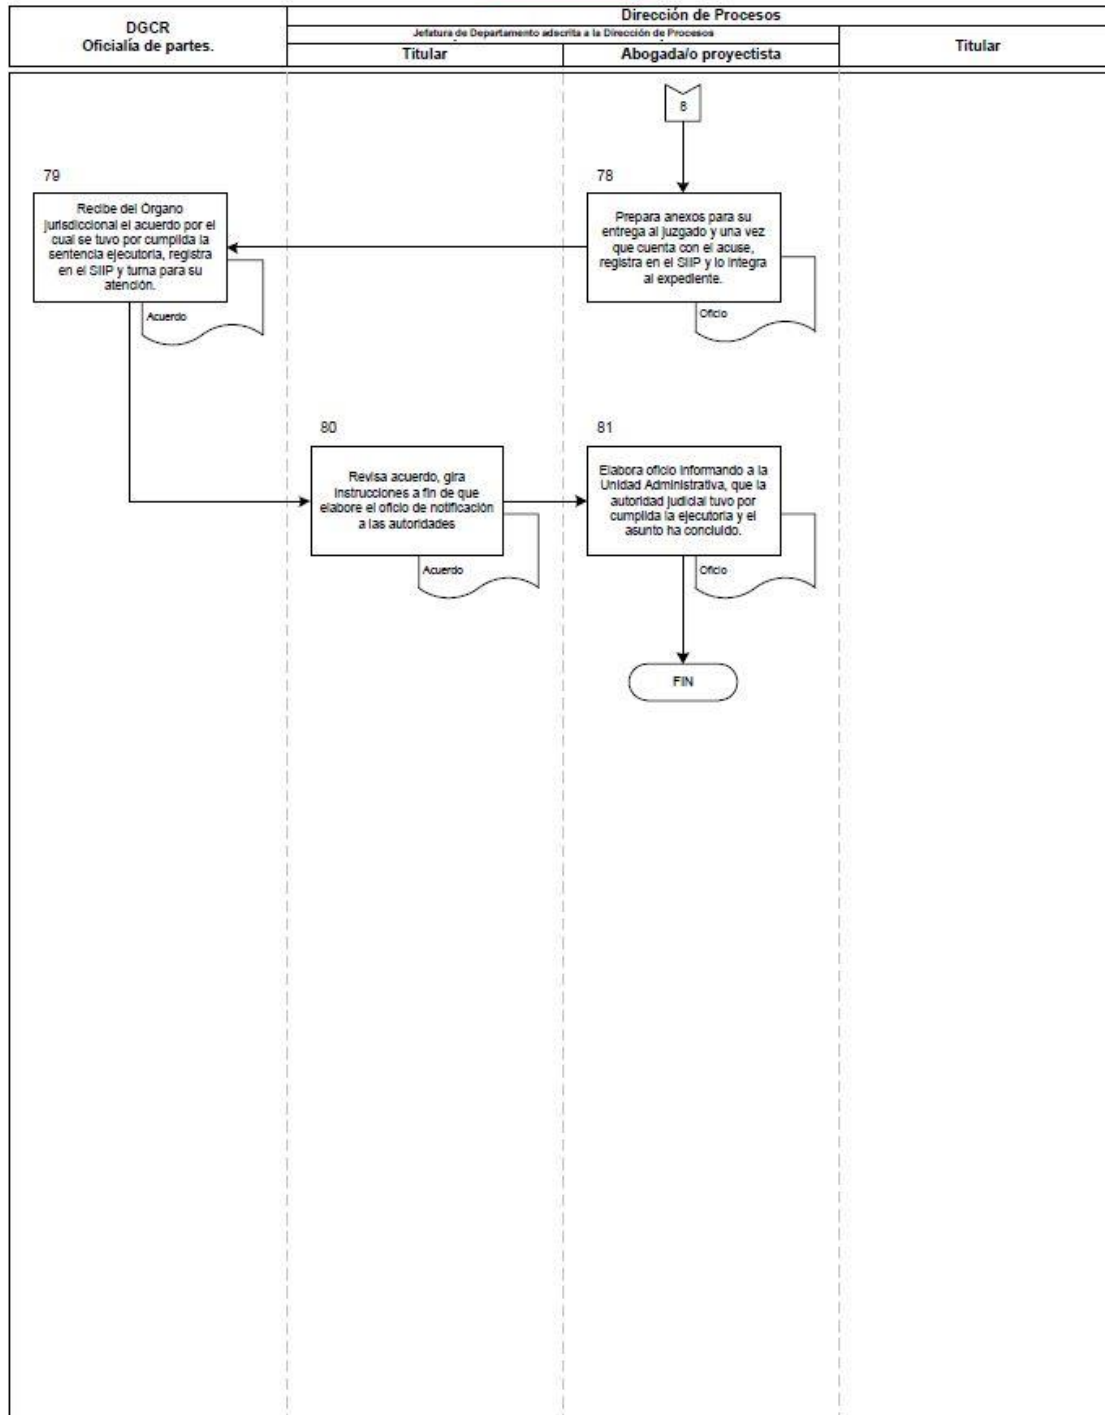 DGCR
Oficialía de partes.
Dirección de Procesos
Jefatura de Departamento adscrita a la Dirección de Procesos
Titular
Abogada/o proyectista
Titular
8
79
Recibe del Órgano
jurisdiccional el acuerdo por el
cual se tuvo por cumplida la
sentencia ejecutoria, registra
en el SIIP y turna para su
atención.
Acuerdo
78
Prepara anexos para su
entrega al juzgado y una vez
que cuenta con el acuse,
registra en el SIIP y lo integra
al expediente.
Oficio
80
Revisa acuerdo, gira
instrucciones a fin de que
elabore el oficio de notificación
a las autoridades
Acuerdo
81
Elabora oficio informando a la
Unidad Administrativa, que la
autoridad judicial tuvo por
cumplida la ejecutoria y el
asunto ha concluido.
Oficio
FIN